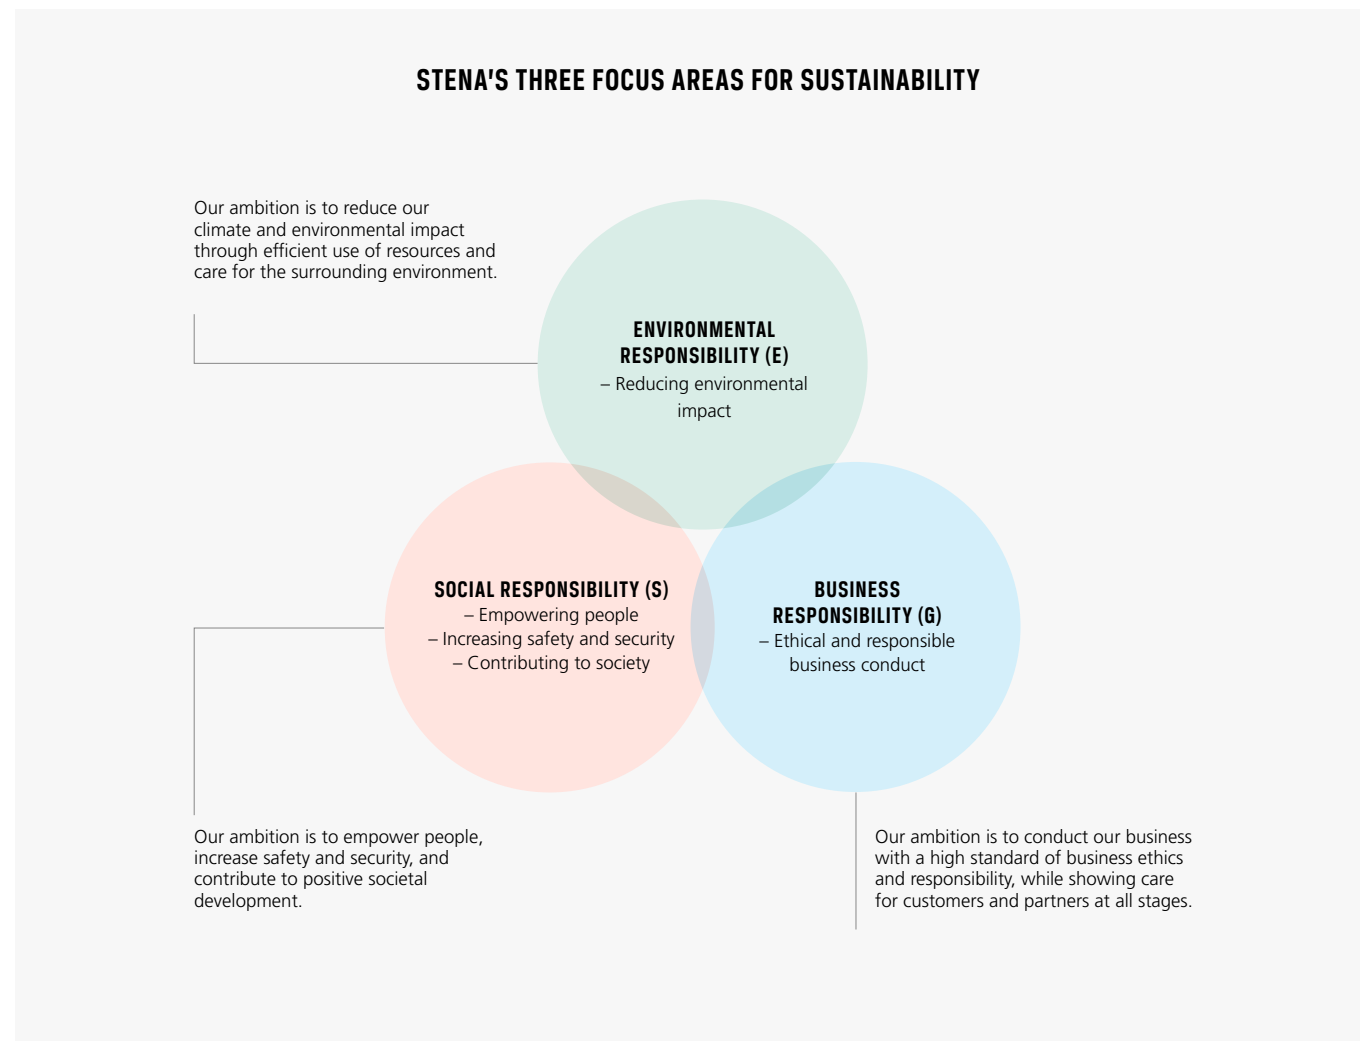 STENA'S THREE FOCUS AREAS FOR SUSTAINABILITY
Our ambition is to reduce our
climate and environmental impact
through efficient use of resources and
care for the surrounding environment.
ENVIRONMENTAL
RESPONSIBILITY (E)
– Reducing environmental
impact
SOCIAL RESPONSIBILITY (S)
– Empowering people
– Increasing safety and security
– Contributing to society
BUSINESS
RESPONSIBILITY (G)
– Ethical and responsible
business conduct
Our ambition is to empower people,
increase safety and security, and
contribute to positive societal
development.
Our ambition is to conduct our business
with a high standard of business ethics
and responsibility, while showing care
for customers and partners at all stages.